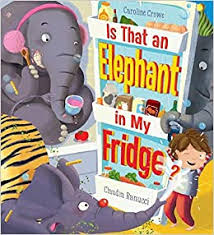 Caroline Crowe
Is That an
Elephant
in My
Fridge?
Claudia Ranucci